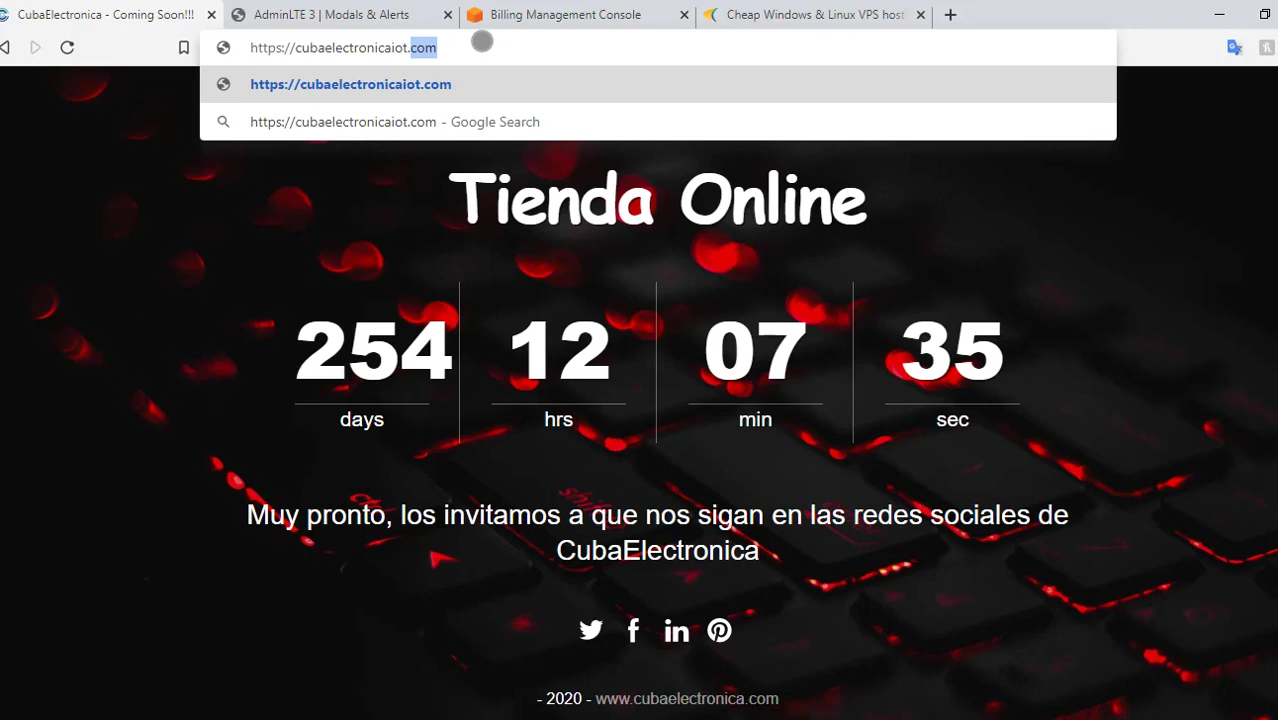 CubaElectronica - Coming Soon!!!
AdminLTE 3 | Modals & Alerts
Billing Management Console
Cheap Windows & Linux VPS host
https://cubaelectronicaiot.com
https://cubaelectronicaiot.com
https://cubaelectronicaiot.com - Google Search
Tienda Online
254 12 07 35
days hrs min sec
Muy pronto, los invitamos a que nos sigan en las redes sociales de
CubaElectronica
- 2020 - www.cubaelectronica.com